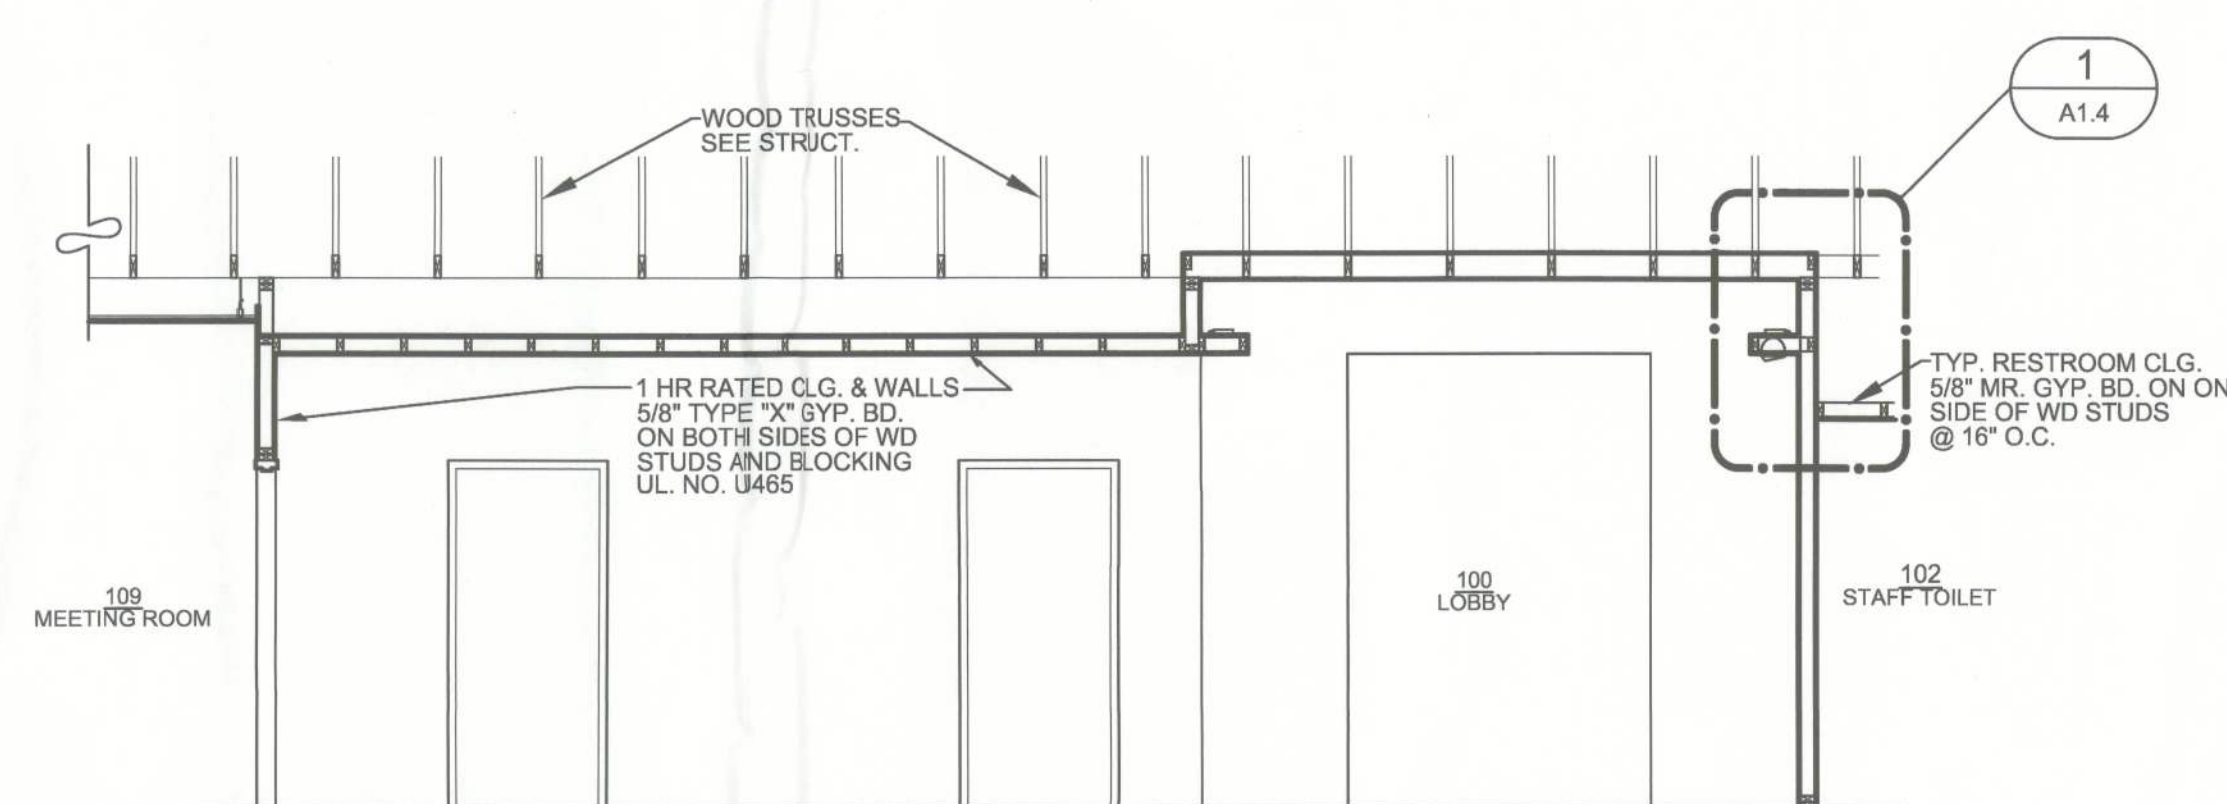 1
A1.4
WOOD TRUSSES
SEE STRUCT.
TYP. RESTROOM CLG.
5/8" MR. GYP. BD. ON ON
SIDE OF WD STUDS
@ 16" O.C.
1 HR RATED CLG. & WALLS
5/8" TYPE "X" GYP. BD.
ON BOTH SIDES OF WD
STUDS AND BLOCKING
UL. NO. U465
109
MEETING ROOM
100
LOBBY
102
STAFF TOILET